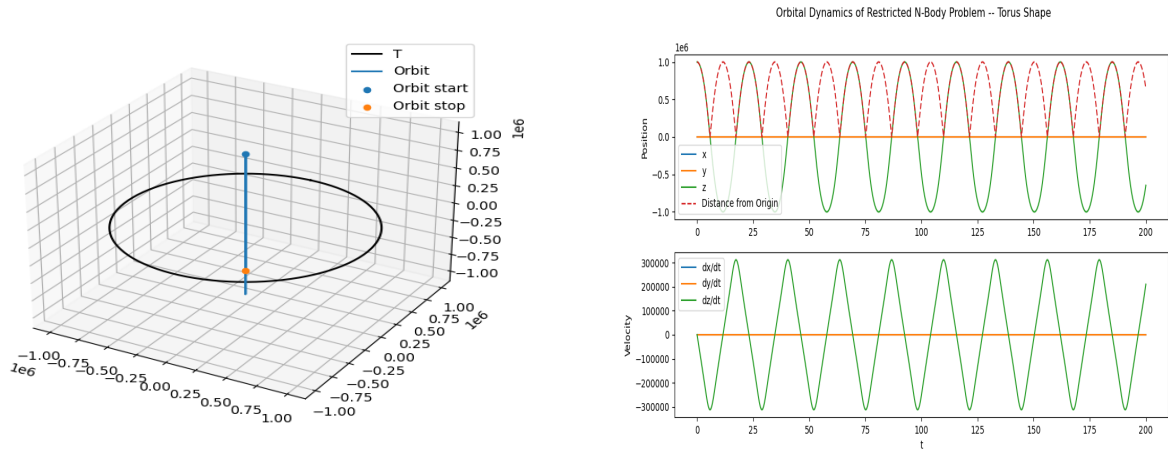 Orbital Dynamics of Restricted N-Body Problem -- Torus Shape
T
Orbit
Orbit start
Orbit stop
1e6
1.00
0.75
0.50
0.25
0.00
−0.25
−0.50
−0.75
−1.00
1.00
0.75
0.50
0.25
0.00
−0.25
−0.50
−0.75
−1.00
1e6
−1.00
−0.75
−0.50
−0.25
0.00
0.25
0.50
0.75
1.00
1e6
1e6
1.0
0.5
0.0
−0.5
−1.0
Position
x
y
z
Distance from Origin
0 25 50 75 100 125 150 175 200
300000
200000
100000
0
−100000
−200000
−300000
Velocity
dx/dt
dy/dt
dz/dt
0 25 50 75 100 125 150 175 200
t